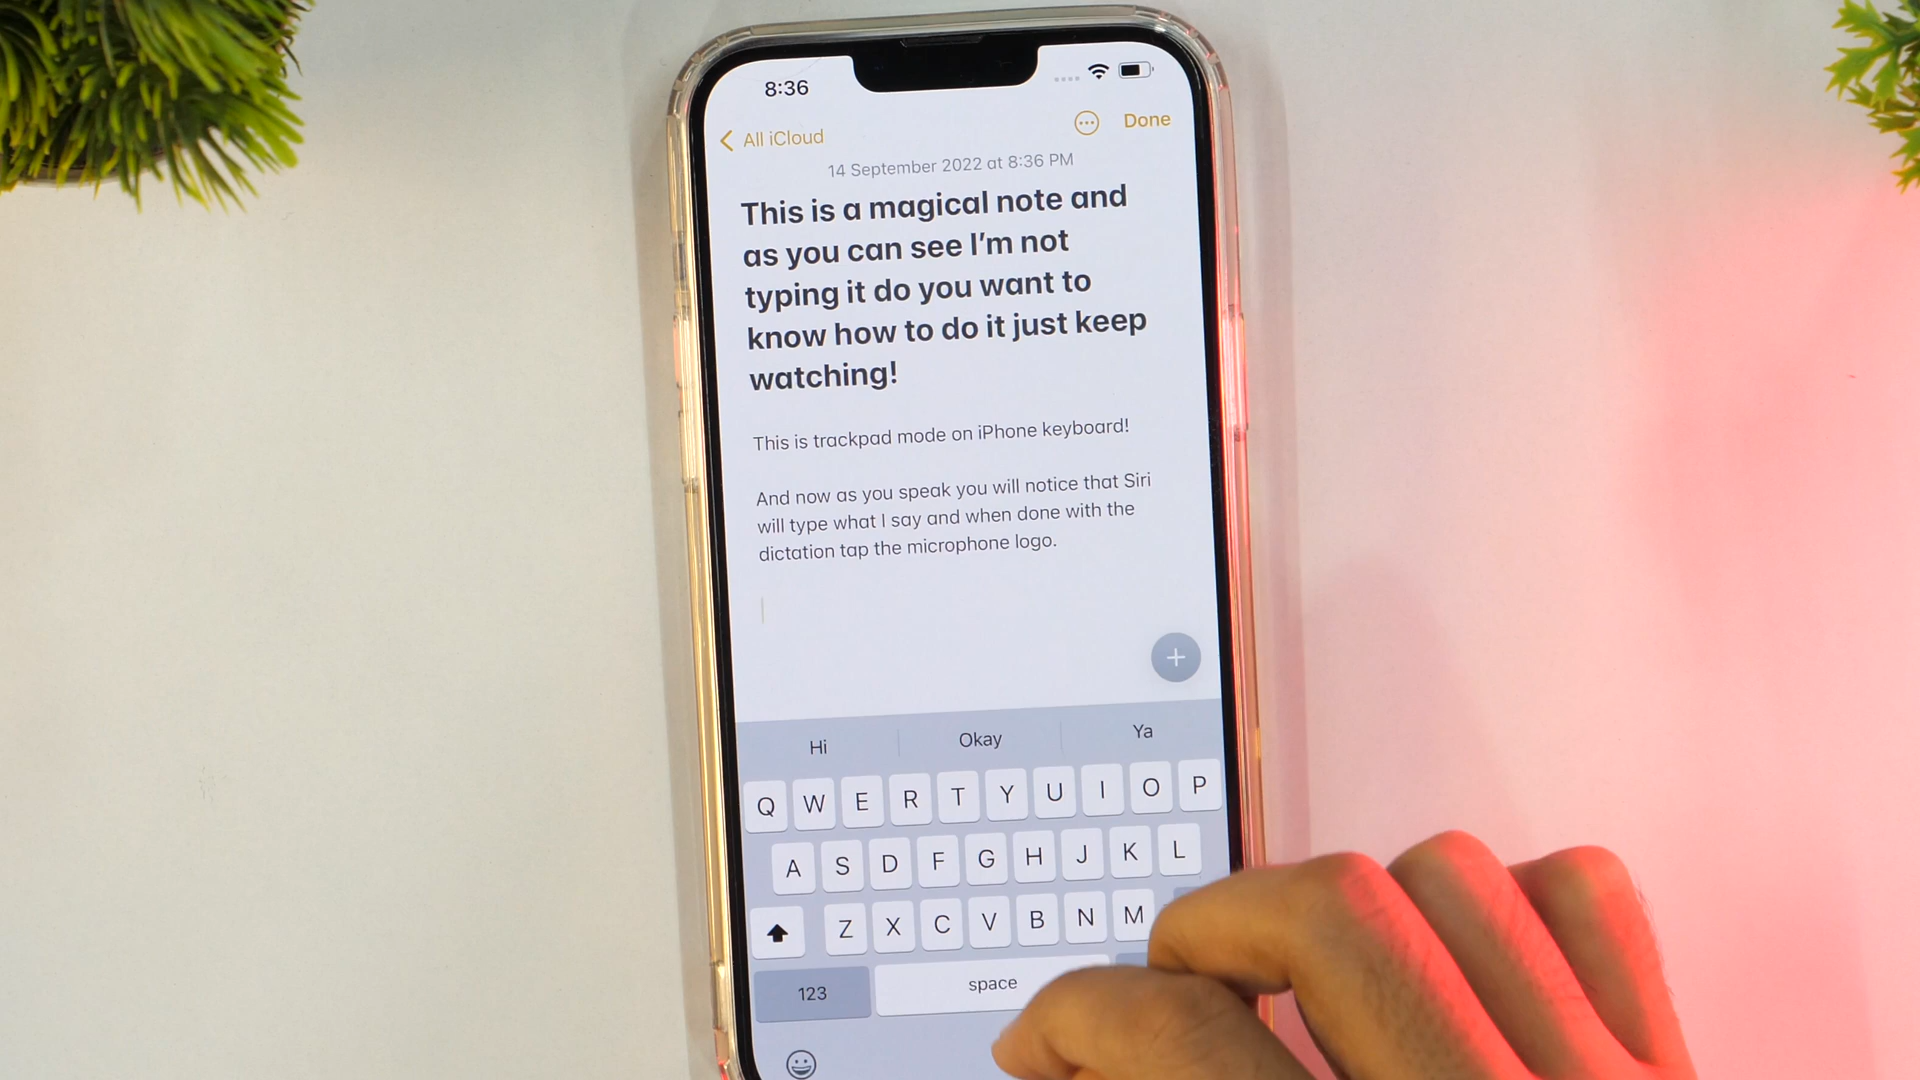 8:36
All iCloud
Done
14 September 2022 at 8:36 PM
This is a magical note and
as you can see I'm not
typing it do you want to
know how to do it just keep
watching!
This is trackpad mode on iPhone keyboard!
And now as you speak you will notice that Siri
will type what I say and when done with the
dictation tap the microphone logo.
Hi Okay Ya
Q W E R T Y U I O P
A S D F G H J K L
Z X C V B N M
123 space